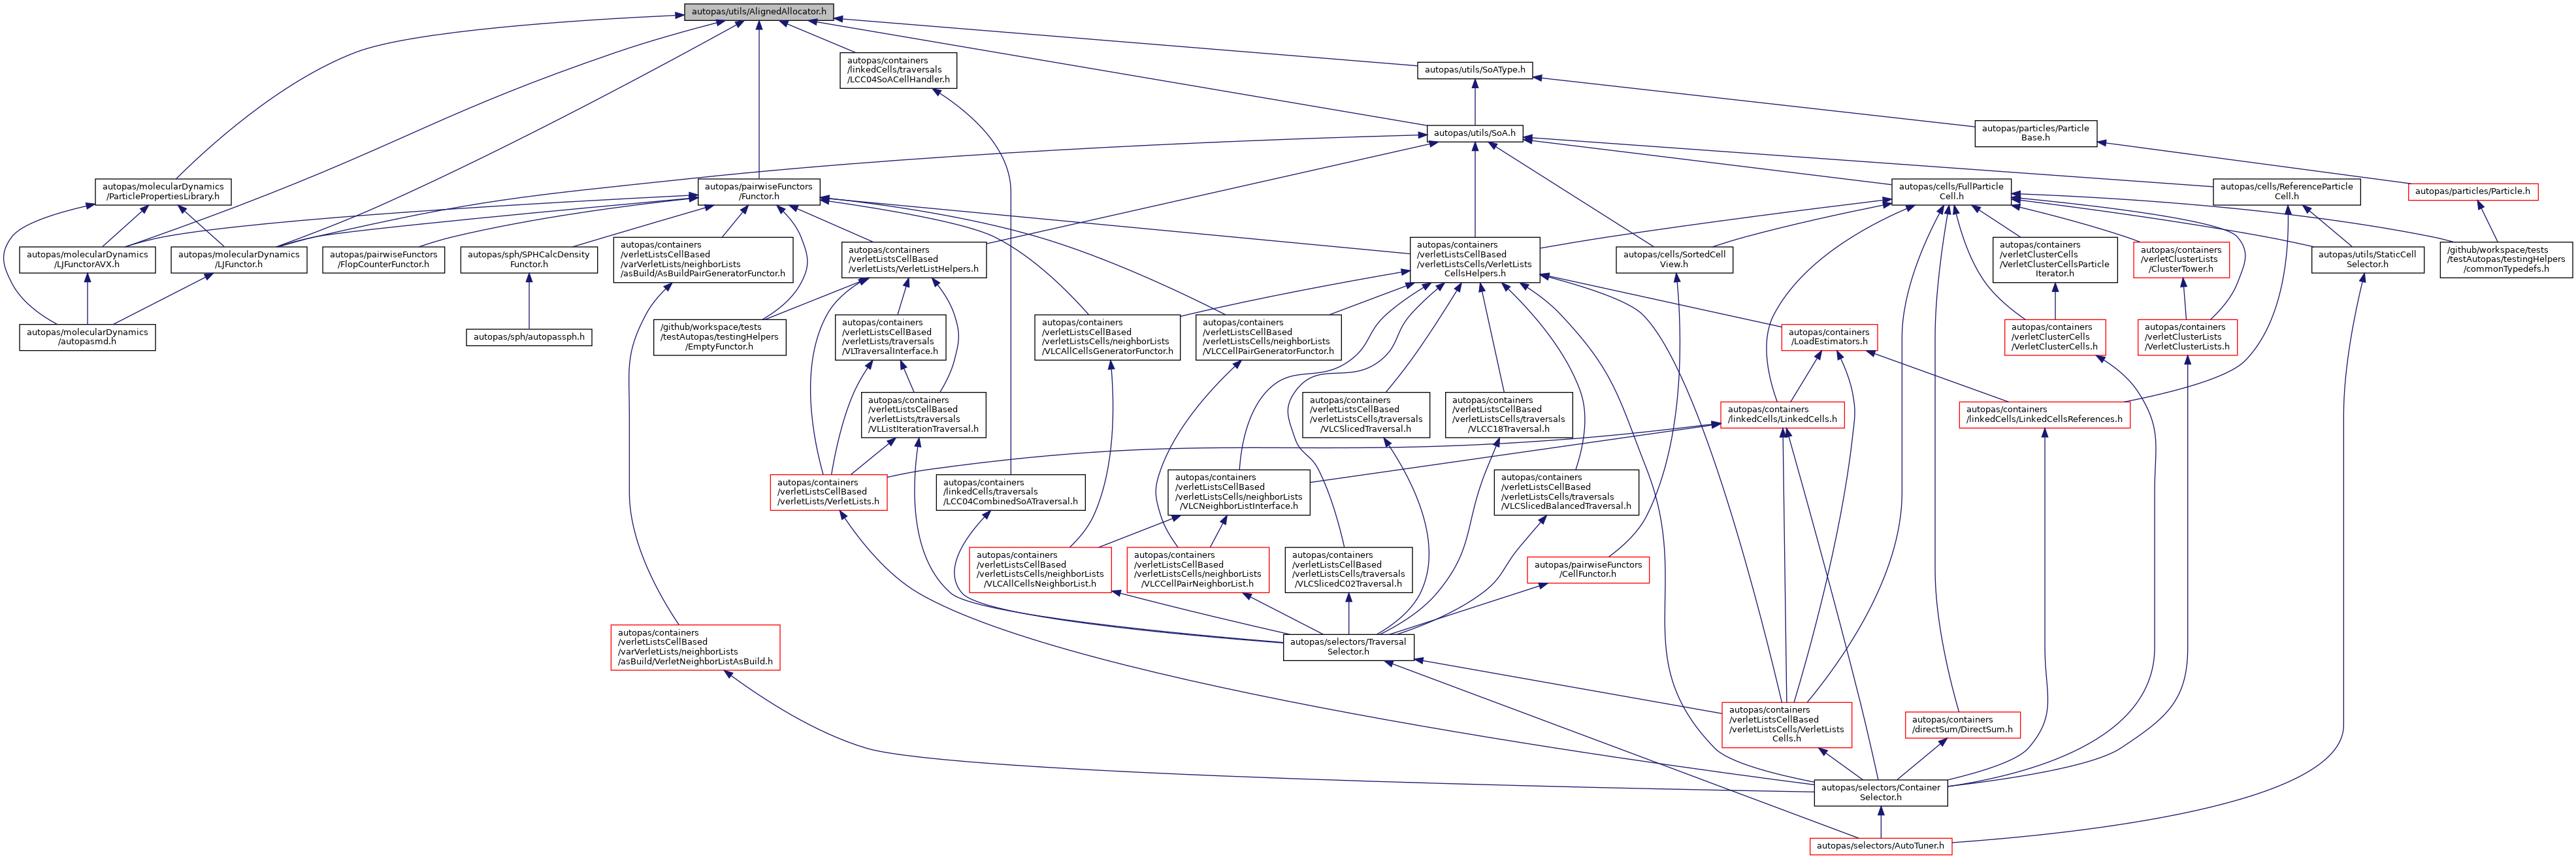 autopas/utils/AlignedAllocator.h
autopas/containers
/linkedCells/traversals
/LCC04SoACellHandler.h
autopas/utils/SoAType.h
autopas/utils/SoA.h
autopas/particles/Particle
Base.h
autopas/molecularDynamics
/ParticlePropertiesLibrary.h
autopas/pairwiseFunctors
/Functor.h
autopas/cells/FullParticle
Cell.h
autopas/cells/ReferenceParticle
Cell.h
autopas/particles/Particle.h
autopas/molecularDynamics
/LJFunctorAVX.h
autopas/molecularDynamics
/LJFunctor.h
autopas/pairwiseFunctors
/FlopCounterFunctor.h
autopas/sph/SPHCalcDensity
Functor.h
autopas/containers
/verletListsCellBased
/varVerletLists/neighborLists
/asBuild/AsBuildPairGeneratorFunctor.h
autopas/containers
/verletListsCellBased
/verletLists/VerletListHelpers.h
autopas/containers
/verletListsCellBased
/verletListsCells/VerletLists
CellsHelpers.h
autopas/cells/SortedCell
View.h
autopas/containers
/verletClusterCells
/VerletClusterCellsParticle
Iterator.h
autopas/containers
/verletClusterLists
/ClusterTower.h
autopas/utils/StaticCell
Selector.h
/github/workspace/tests
/testAutopas/testingHelpers
/commonTypedefs.h
autopas/molecularDynamics
/autopasmd.h
autopas/sph/autopassph.h
/github/workspace/tests
/testAutopas/testingHelpers
/EmptyFunctor.h
autopas/containers
/verletListsCellBased
/verletLists/traversals
/VLTraversalInterface.h
autopas/containers
/verletListsCellBased
/verletListsCells/neighborLists
/VLCAllCellsGeneratorFunctor.h
autopas/containers
/verletListsCellBased
/verletListsCells/neighborLists
/VLCCellPairGeneratorFunctor.h
autopas/containers
/LoadEstimators.h
autopas/containers
/verletClusterCells
/VerletClusterCells.h
autopas/containers
/verletClusterLists
/VerletClusterLists.h
autopas/containers
/verletListsCellBased
/verletLists/traversals
/VLListIterationTraversal.h
autopas/containers
/verletListsCellBased
/verletListsCells/traversals
/VLCSlicedTraversal.h
autopas/containers
/verletListsCellBased
/verletListsCells/traversals
/VLCC18Traversal.h
autopas/containers
/linkedCells/LinkedCells.h
autopas/containers
/linkedCells/LinkedCellsReferences.h
autopas/containers
/verletListsCellBased
/verletLists/VerletLists.h
autopas/containers
/linkedCells/traversals
/LCC04CombinedSoATraversal.h
autopas/containers
/verletListsCellBased
/verletListsCells/neighborLists
/VLCNeighborListInterface.h
autopas/containers
/verletListsCellBased
/verletListsCells/traversals
/VLCSlicedBalancedTraversal.h
autopas/containers
/verletListsCellBased
/verletListsCells/neighborLists
/VLCAllCellsNeighborList.h
autopas/containers
/verletListsCellBased
/verletListsCells/neighborLists
/VLCCellPairNeighborList.h
autopas/containers
/verletListsCellBased
/verletListsCells/traversals
/VLCSlicedC02Traversal.h
autopas/pairwiseFunctors
/CellFunctor.h
autopas/containers
/verletListsCellBased
/varVerletLists/neighborLists
/asBuild/VerletNeighborListAsBuild.h
autopas/selectors/Traversal
Selector.h
autopas/containers
/verletListsCellBased
/verletListsCells/VerletLists
Cells.h
autopas/containers
/directSum/DirectSum.h
autopas/selectors/Container
Selector.h
autopas/selectors/AutoTuner.h